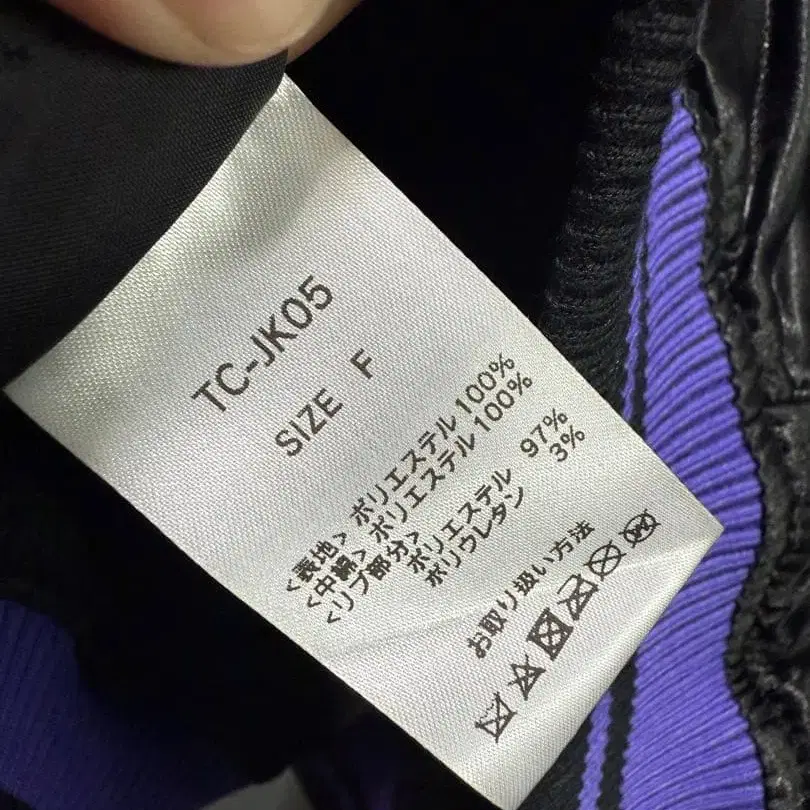 TC-JK05
SIZE F
<表地> ポリエステル 100%
<中綿> ポリエステル 100%
<リブ部分> ポリエステル 97%
ポリウレタン 3%
お取り扱い方法